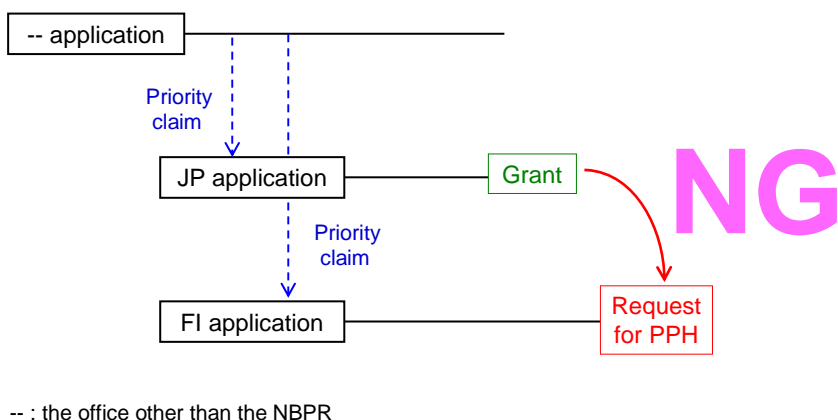 -- application
Priority
claim
JP application
Grant
NG
Priority
claim
FI application
Request
for PPH
-- : the office other than the NBPR